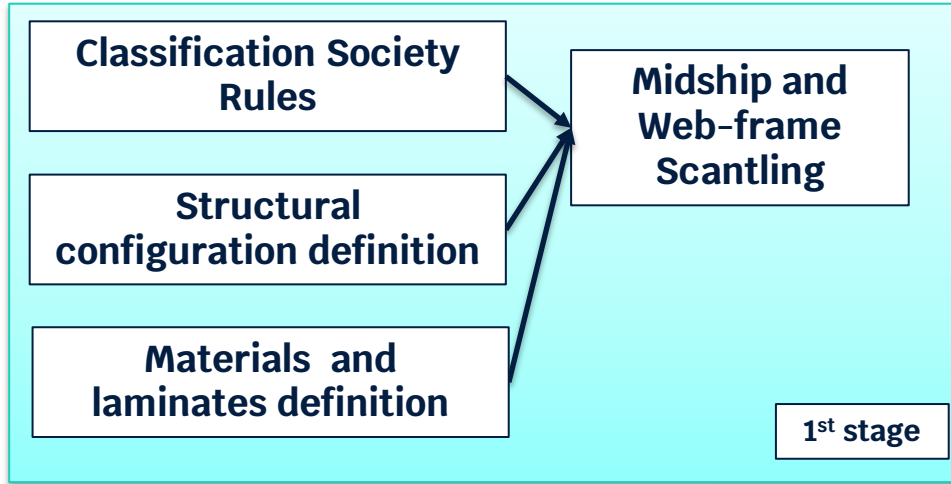 Classification Society
Rules
Midship and
Web-frame
Scantling
Structural
configuration definition
Materials and
laminates definition
1st stage